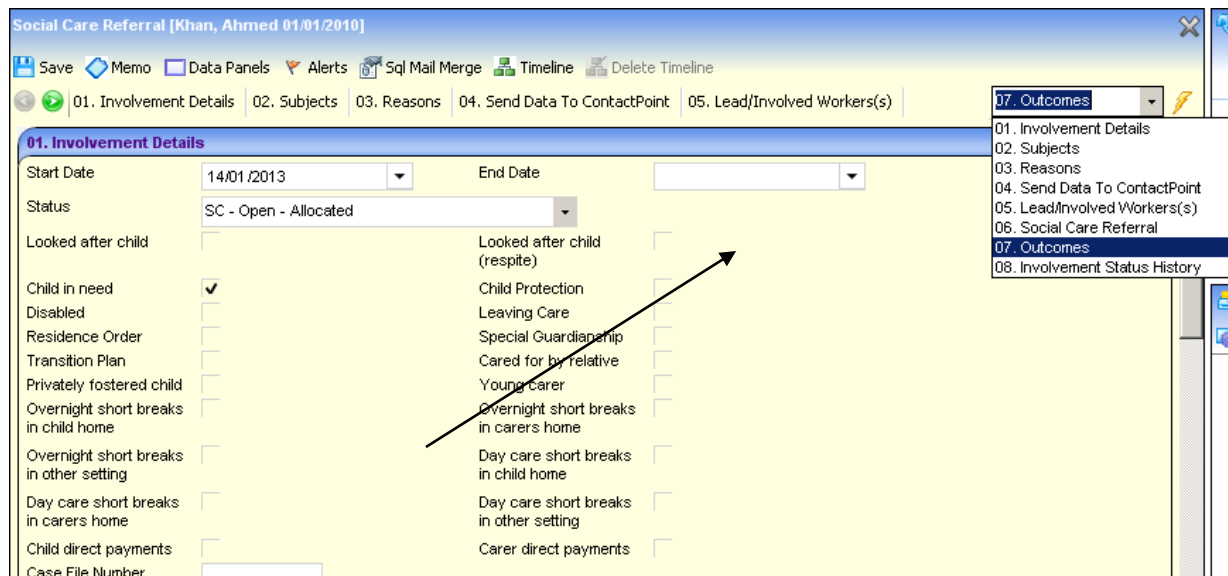 Social Care Referral [Khan, Ahmed 01/01/2010]
Save Memo Data Panels Alerts Sql Mail Merge Timeline Delete Timeline
01. Involvement Details 02. Subjects 03. Reasons 04. Send Data To ContactPoint 05. Lead/Involved Workers(s) 07. Outcomes
01. Involvement Details
02. Subjects
03. Reasons
04. Send Data To ContactPoint
05. Lead/Involved Workers(s)
06. Social Care Referral
07. Outcomes
08. Involvement Status History
01. Involvement Details
Start Date 14/01/2013 End Date
Status SC - Open - Allocated
Looked after child Looked after child
(respite)
Child in need Child Protection
Disabled Leaving Care
Residence Order Special Guardianship
Transition Plan Cared for by relative
Privately fostered child Young carer
Overnight short breaks Overnight short breaks
in child home in carers home
Overnight short breaks Day care short breaks
in other setting in child home
Day care short breaks Day care short breaks
in carers home in other setting
Child direct payments Carer direct payments
Case File Number